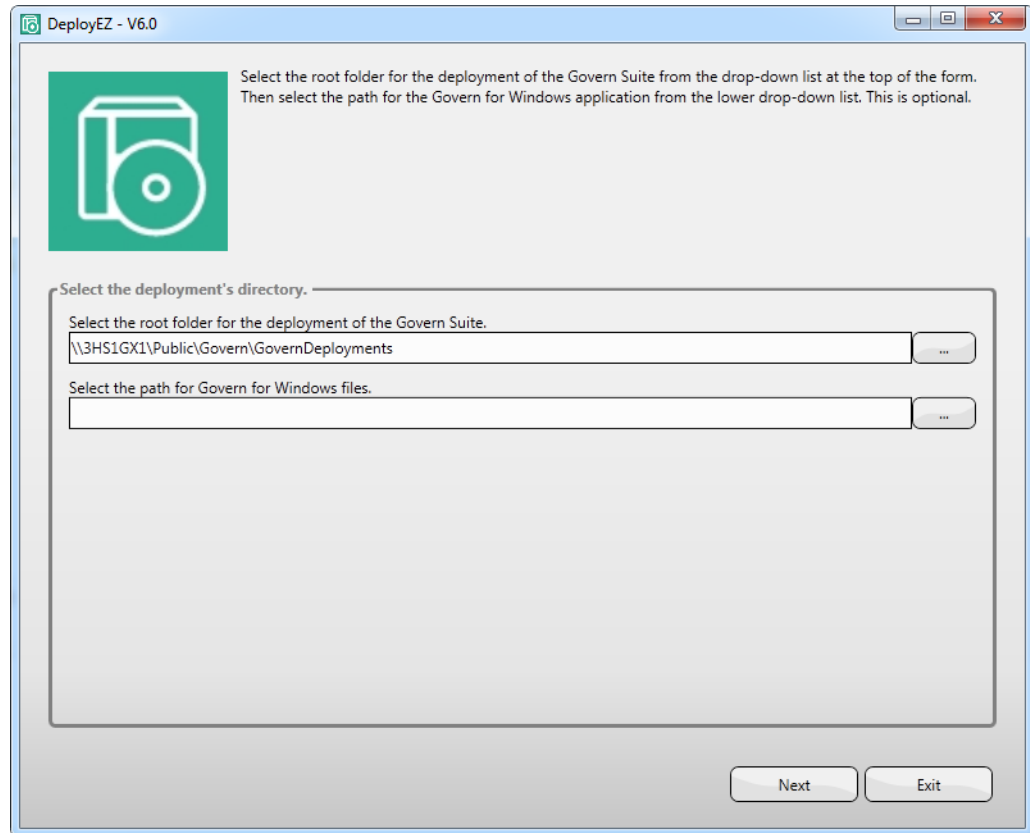 DeployEZ - V6.0
Select the root folder for the deployment of the Govern Suite from the drop-down list at the top of the form.
Then select the path for the Govern for Windows application from the lower drop-down list. This is optional.
Select the deployment's directory.
Select the root folder for the deployment of the Govern Suite.
\\3HS1GX1\Public\Govern\GovernDeployments
...
Select the path for Govern for Windows files.
...
Next
Exit